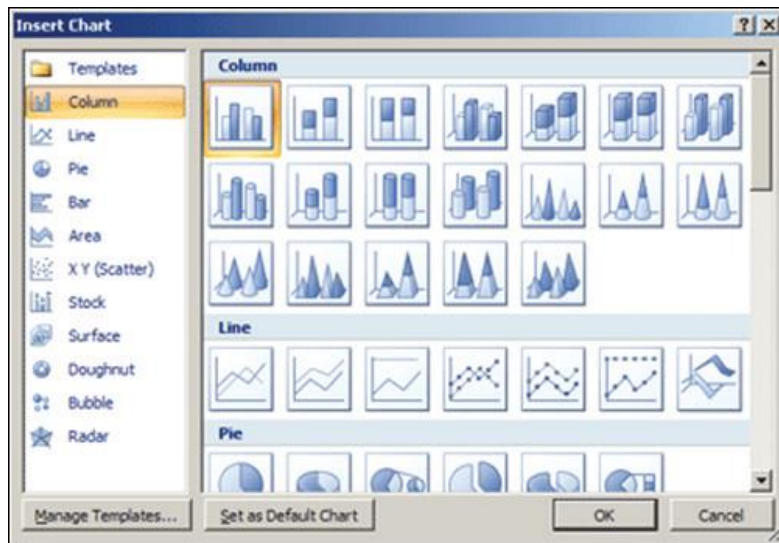 Insert Chart
Templates
Column
Line
Pie
Bar
Area
X Y (Scatter)
Stock
Surface
Doughnut
Bubble
Radar
Column
Line
Pie
Manage Templates...
Set as Default Chart
OK
Cancel